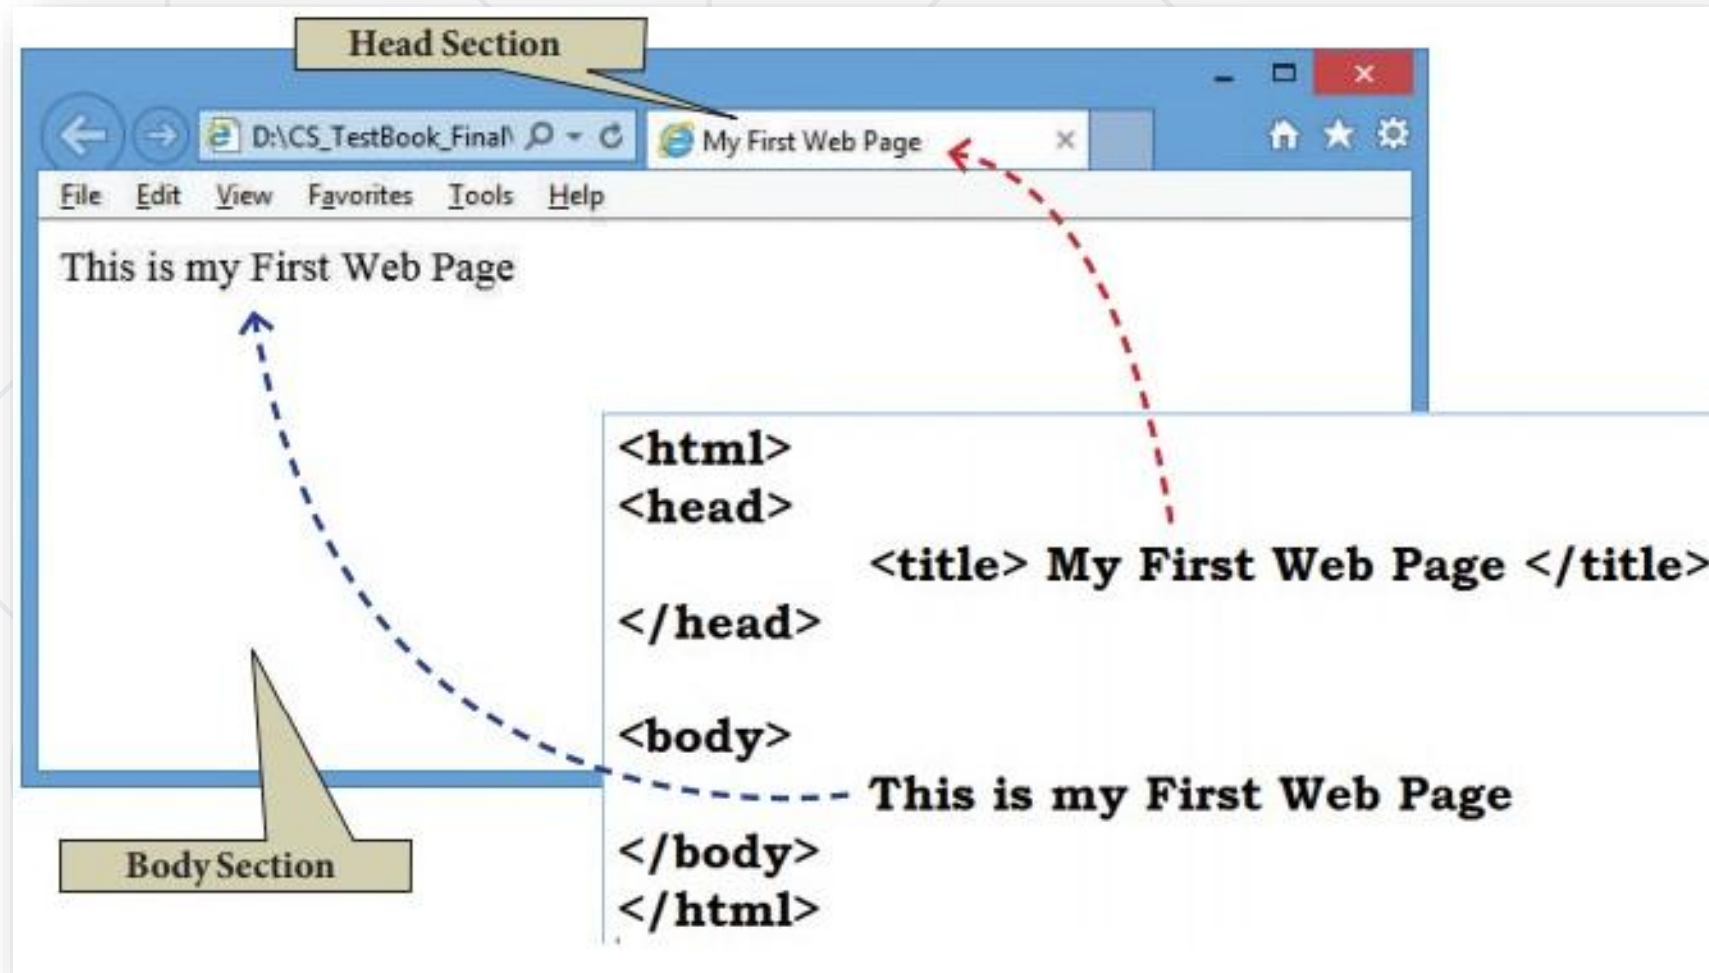 Head Section
D:\CS_TestBook_Final\
My First Web Page
File Edit View Favorites Tools Help
This is my First Web Page
<html>
<head>
<title> My First Web Page </title>
</head>
<body>
This is my First Web Page
</body>
</html>
Body Section